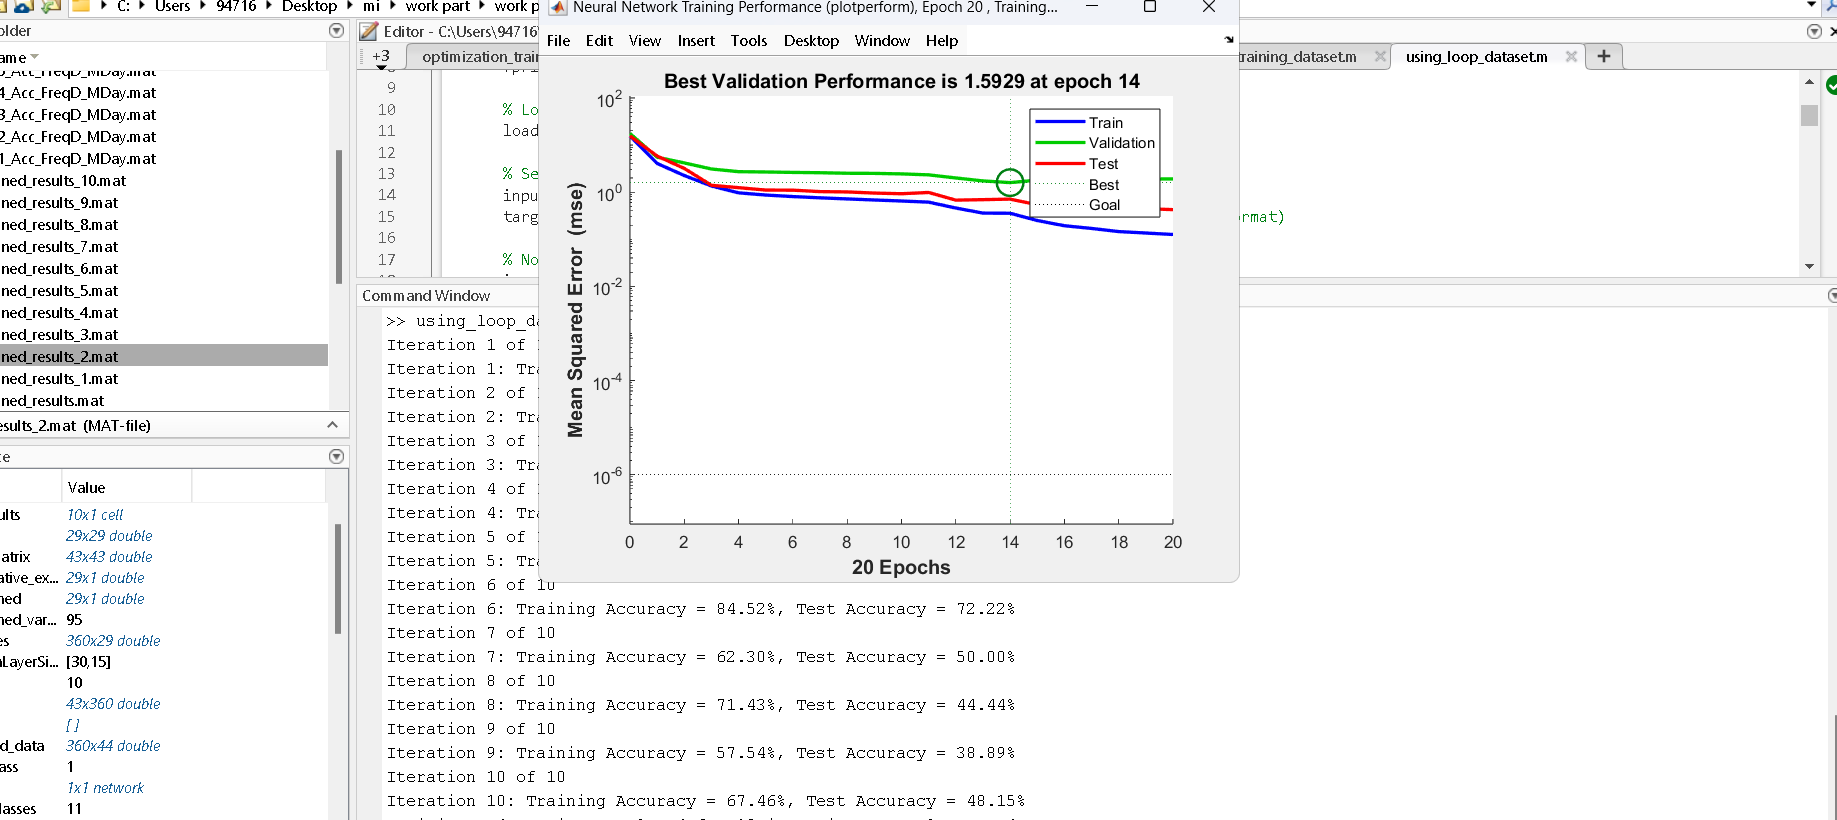 C: > Users > 94716 > Desktop > mi > work part > work p
older
ame
4_Acc_FreqD_MDay.mat
3_Acc_FreqD_MDay.mat
2_Acc_FreqD_MDay.mat
1_Acc_FreqD_MDay.mat
ned_results_10.mat
ned_results_9.mat
ned_results_8.mat
ned_results_7.mat
ned_results_6.mat
ned_results_5.mat
ned_results_4.mat
ned_results_3.mat
ned_results_2.mat
ned_results_1.mat
ned_results.mat
esults_2.mat (MAT-file)
ce
Value
ults 10x1 cell
29x29 double
atrix 43x43 double
ative_ex... 29x1 double
ned 29x1 double
ned_var... 95
es 360x29 double
nLayerSi... [30,15]
10
43x360 double
[ ]
d_data 360x44 double
ass 1
1x1 network
lasses 11
Editor - C:\Users\94716
+3 optimization_trai
training_dataset.m using_loop_dataset.m +
9
10 % Lo
11 load
12
13 % Se
14 inpu
15 targ rmat)
16
17 % No
Neural Network Training Performance (plotperform), Epoch 20 , Training...
File Edit View Insert Tools Desktop Window Help
Best Validation Performance is 1.5929 at epoch 14
Mean Squared Error (mse)
10^2
10^0
10^-2
10^-4
10^-6
Train
Validation
Test
Best
Goal
0 2 4 6 8 10 12 14 16 18 20
20 Epochs
Command Window
>> using_loop_da
Iteration 1 of
Iteration 1: Tra
Iteration 2 of
Iteration 2: Tra
Iteration 3 of
Iteration 3: Tra
Iteration 4 of
Iteration 4: Tra
Iteration 5 of
Iteration 5: Tra
Iteration 6 of 10
Iteration 6: Training Accuracy = 84.52%, Test Accuracy = 72.22%
Iteration 7 of 10
Iteration 7: Training Accuracy = 62.30%, Test Accuracy = 50.00%
Iteration 8 of 10
Iteration 8: Training Accuracy = 71.43%, Test Accuracy = 44.44%
Iteration 9 of 10
Iteration 9: Training Accuracy = 57.54%, Test Accuracy = 38.89%
Iteration 10 of 10
Iteration 10: Training Accuracy = 67.46%, Test Accuracy = 48.15%